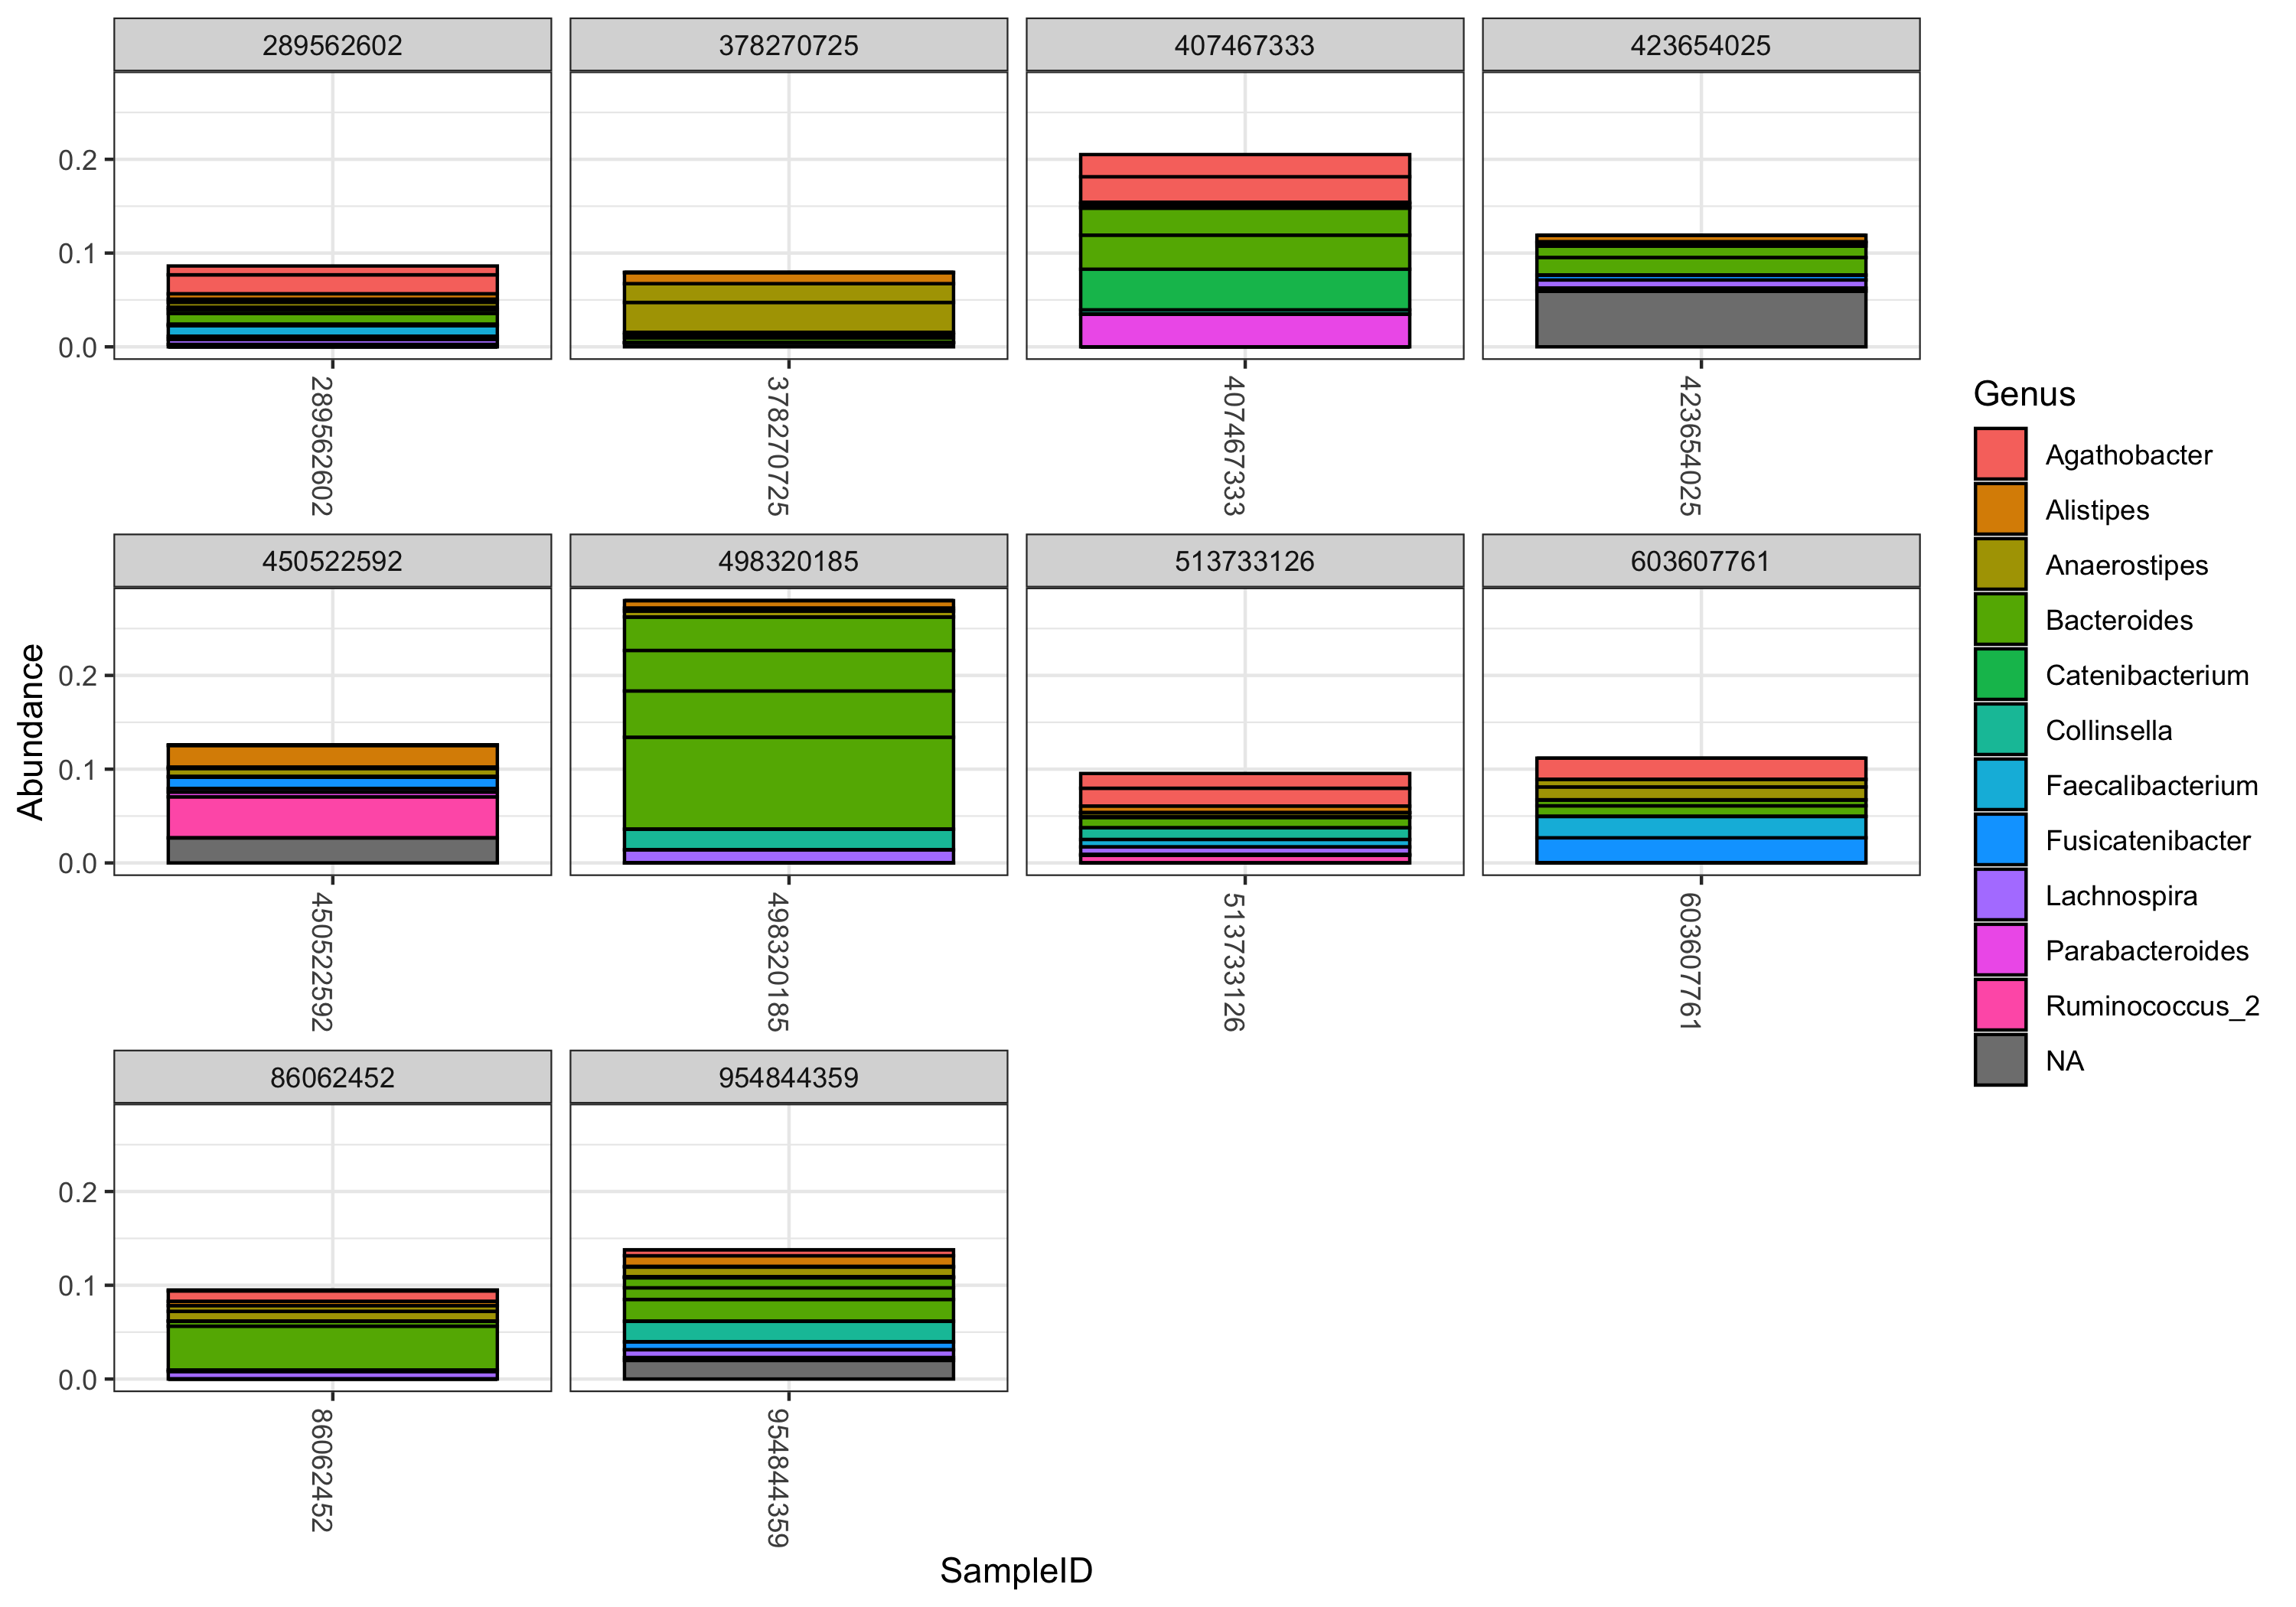 289562602
378270725
407467333
423654025
0.2
0.1
0.0
289562602
378270725
407467333
423654025
450522592
498320185
513733126
603607761
0.2
0.1
0.0
450522592
498320185
513733126
603607761
86062452
954844359
0.2
0.1
0.0
86062452
954844359
Abundance
SampleID
Genus
Agathobacter
Alistipes
Anaerostipes
Bacteroides
Catenibacterium
Collinsella
Faecalibacterium
Fusicatenibacter
Lachnospira
Parabacteroides
Ruminococcus_2
NA